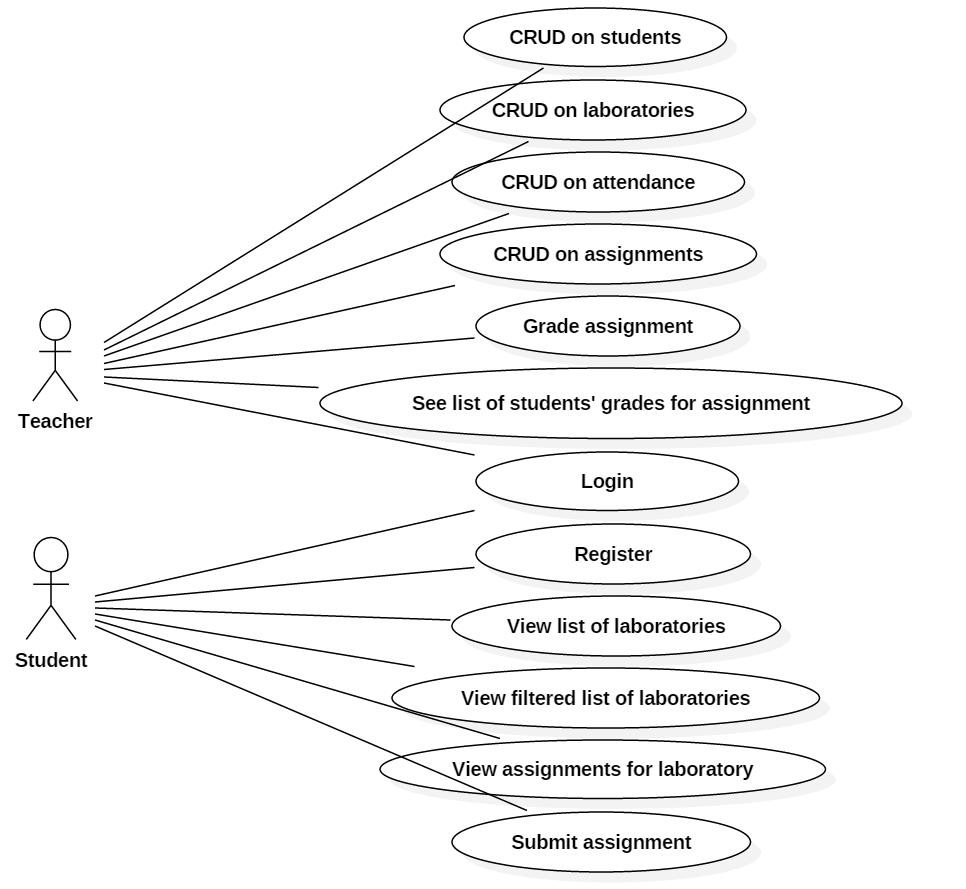 CRUD on students
CRUD on laboratories
CRUD on attendance
CRUD on assignments
Grade assignment
See list of students' grades for assignment
Teacher
Login
Register
View list of laboratories
Student
View filtered list of laboratories
View assignments for laboratory
Submit assignment